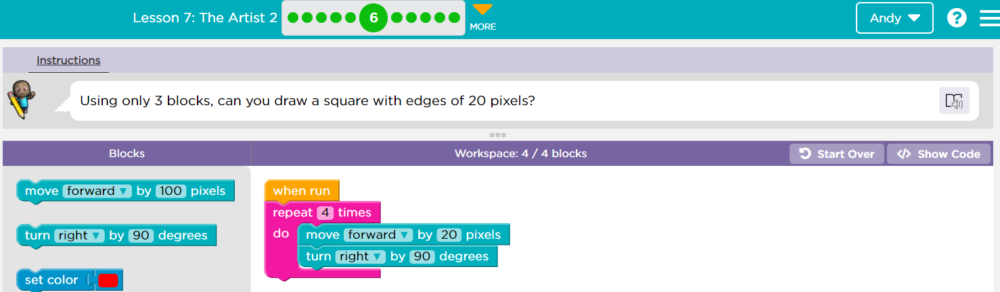 Lesson 7: The Artist 2
6
MORE
Andy
?
Instructions
Using only 3 blocks, can you draw a square with edges of 20 pixels?
Blocks
Workspace: 4 / 4 blocks
Start Over
</> Show Code
move forward by 100 pixels
turn right by 90 degrees
set color
when run
repeat 4 times
do
move forward by 20 pixels
turn right by 90 degrees